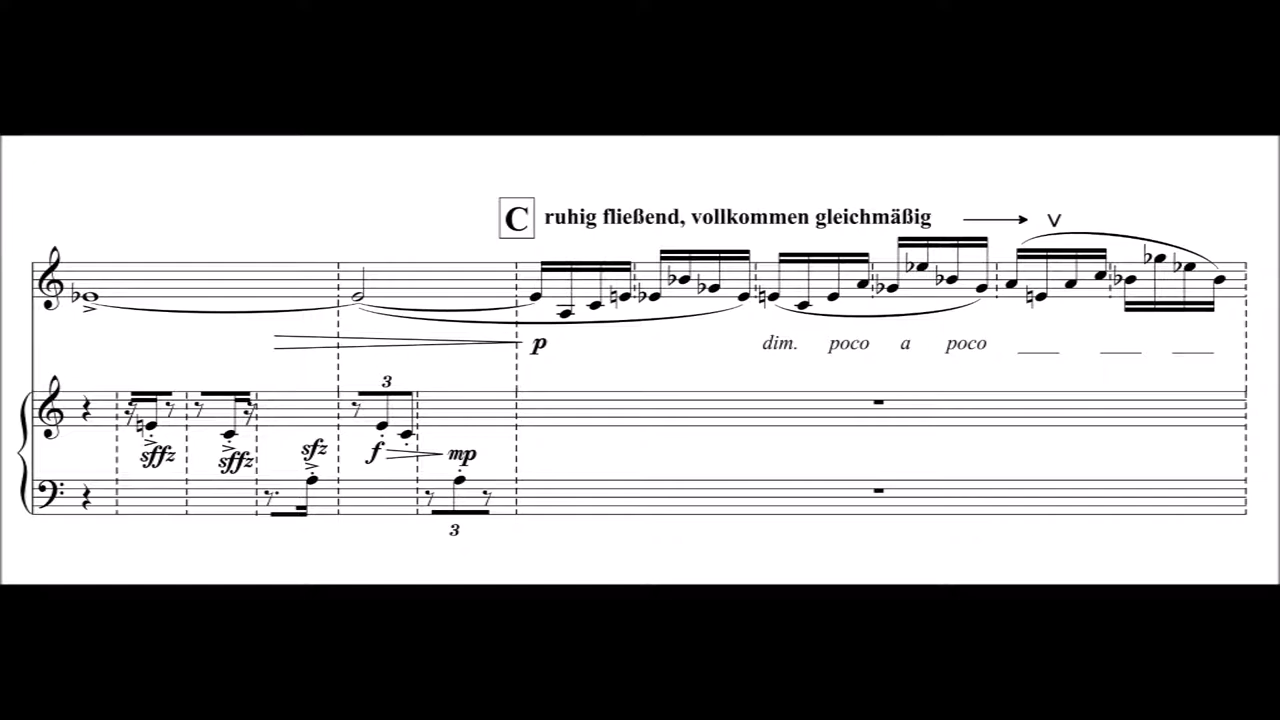 C ruhig fließend, vollkommen gleichmäßig
V
p dim. poco a poco
3
sffz sffz sfz f mp
3